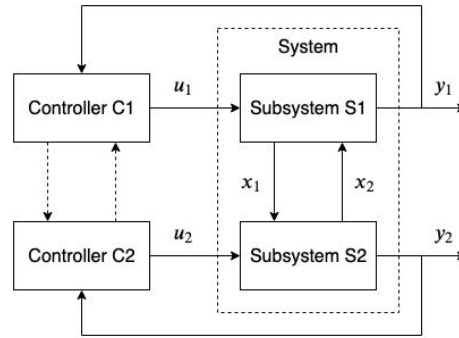 System
u₁
y₁
Controller C1
Subsystem S1
x₁
x₂
u₂
y₂
Controller C2
Subsystem S2